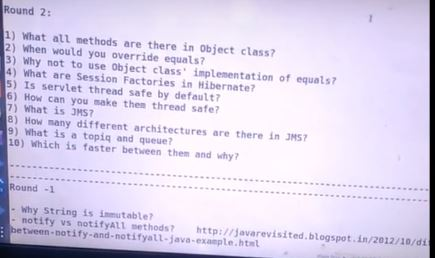 Round 2:
1) What all methods are there in Object class?
2) When would you override equals?
3) Why not to use Object class' implementation of equals?
4) What are Session Factories in Hibernate?
5) Is servlet thread safe by default?
6) How can you make them thread safe?
7) What is JMS?
8) How many different architectures are there in JMS?
9) What is a topiq and queue?
10) Which is faster between them and why?
--------------------------------------------------
--------------------------------------------------
Round -1
- Why String is immutable?
- notify vs notifyAll methods? http://javarevisited.blogspot.in/2012/10/di
between-notify-and-notifyall-java-example.html